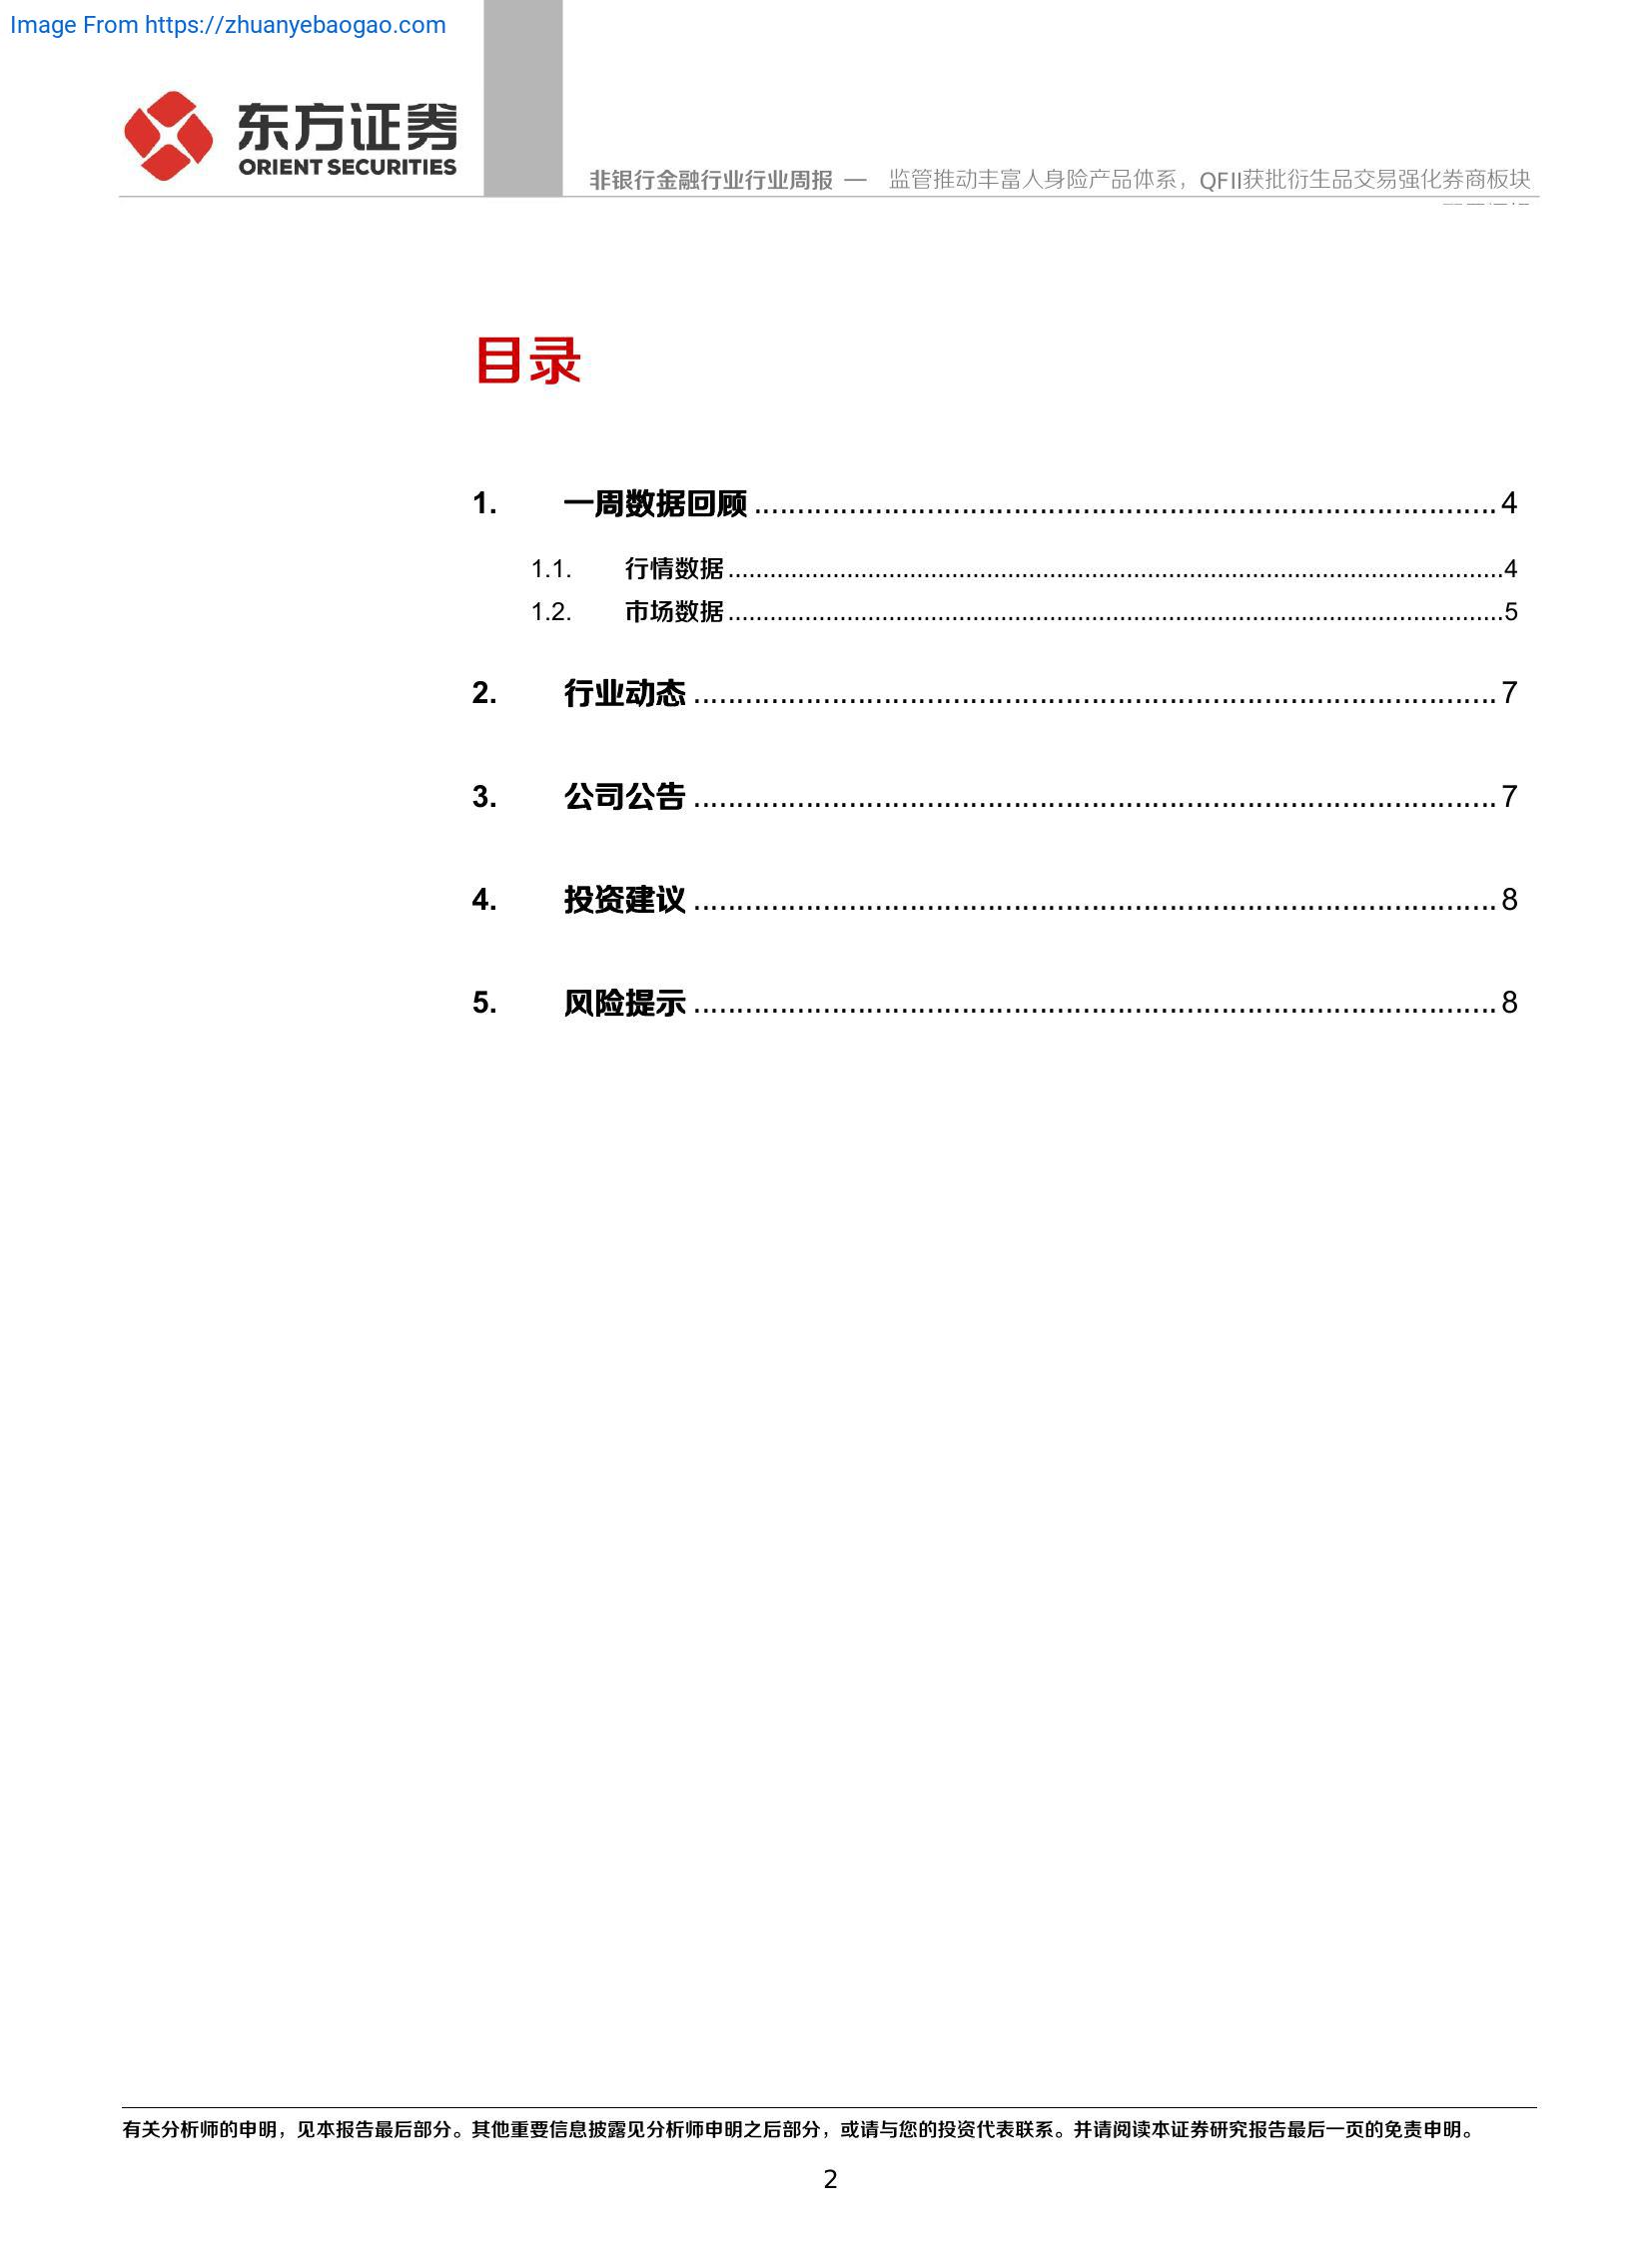 Image From https://zhuanyebaogao.com
东方证券
ORIENT SECURITIES
非银行金融行业行业周报 — 监管推动丰富人身险产品体系，QFII获批衍生品交易强化券商板块
目录
1. 一周数据回顾 ........................................................................................ 4
1.1. 行情数据 ................................................................................................................4
1.2. 市场数据 ................................................................................................................5
2. 行业动态 ............................................................................................... 7
3. 公司公告 ............................................................................................... 7
4. 投资建议 ............................................................................................... 8
5. 风险提示 ............................................................................................... 8
有关分析师的申明，见本报告最后部分。其他重要信息披露见分析师申明之后部分，或请与您的投资代表联系。并请阅读本证券研究报告最后一页的免责申明。
2